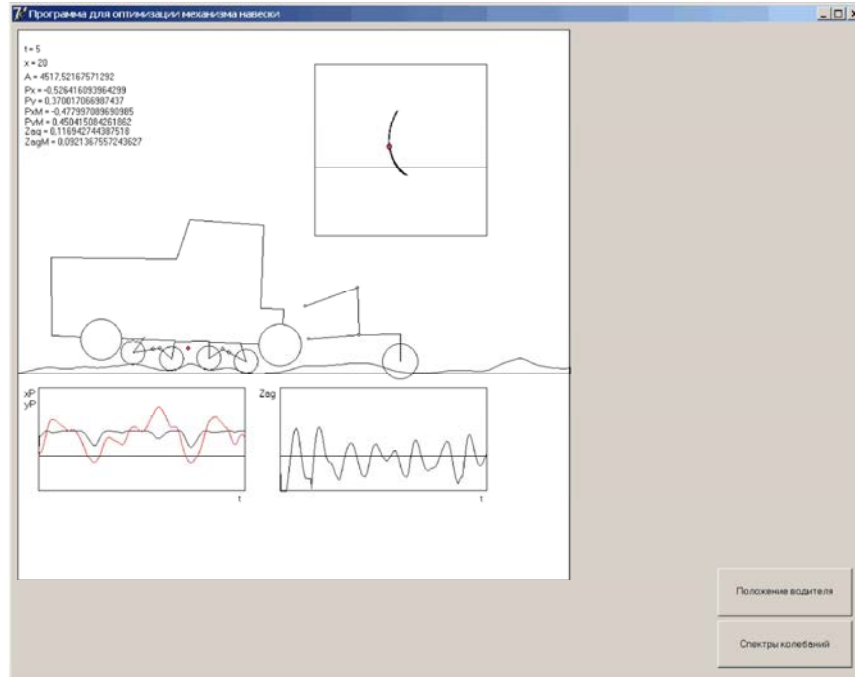 Программа для оптимизации механизма навески
t = 5
x = 20
A = 4517,52167571292
Px = -0,526416093964299
Py = 0,370017066987437
PxM = -0,477997089690985
PyM = 0,450415084261862
Zag = 0,116942744387518
ZagM = 0,0921367557243627
xP
yP
Zag
t
t
Положение водителя
Спектры колебаний